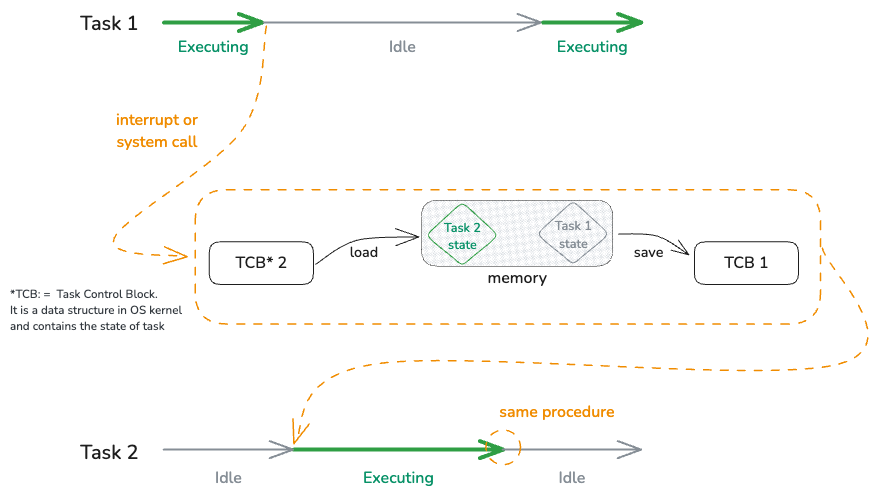 Task 1
Executing
Idle
Executing
interrupt or
system call
TCB* 2
load
Task 2
state
Task 1
state
memory
save
TCB 1
*TCB: =  Task Control Block.
It is a data structure in OS kernel
and contains the state of task
same procedure
Task 2
Idle
Executing
Idle